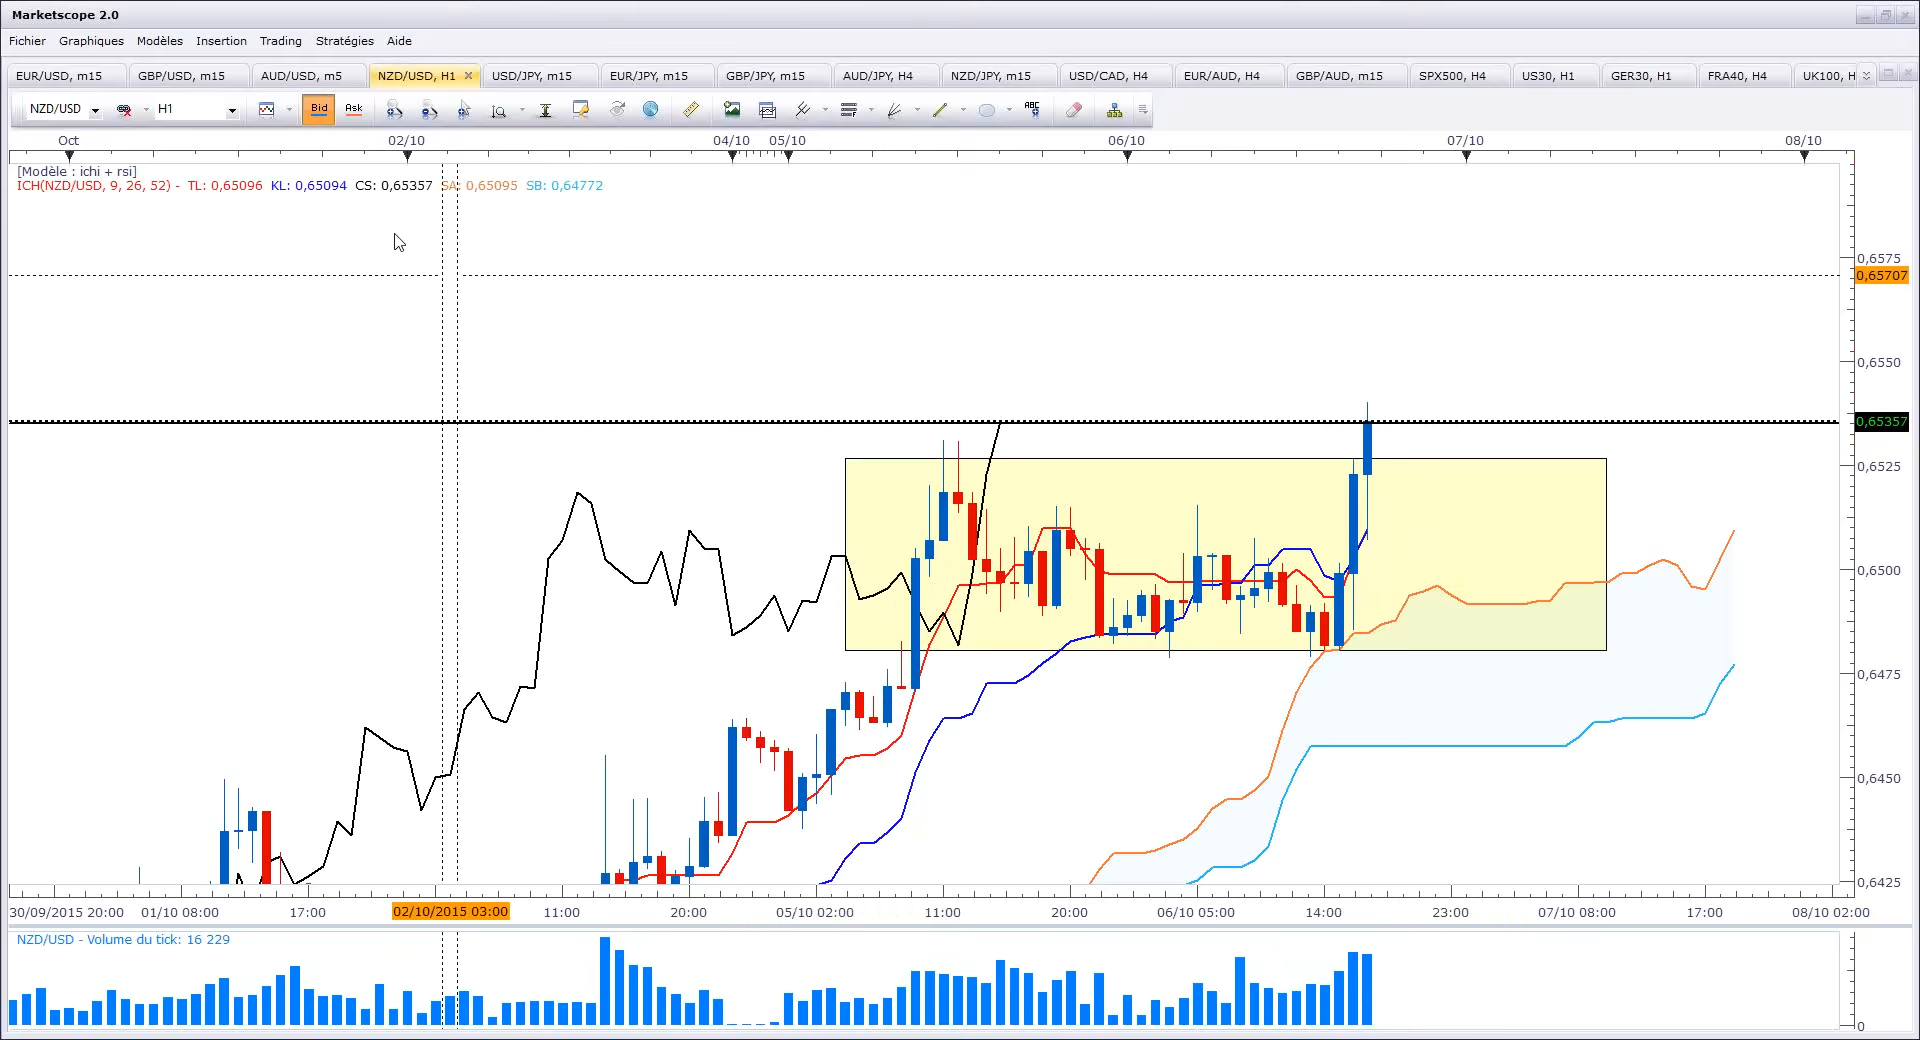 Marketscope 2.0
Fichier Graphiques Modèles Insertion Trading Stratégies Aide
EUR/USD, m15 GBP/USD, m15 AUD/USD, m5 NZD/USD, H1 USD/JPY, m15 EUR/JPY, m15 GBP/JPY, m15 AUD/JPY, H4 NZD/JPY, m15 USD/CAD, H4 EUR/AUD, H4 GBP/AUD, m15 SPX500, H4 US30, H1 GER30, H1 FRA40, H4 UK100, H
NZD/USD H1 Bid Ask ABC
Oct 02/10 04/10 05/10 06/10 07/10 08/10
[Modèle : ichi + rsi]
ICH(NZD/USD, 9, 26, 52) - TL: 0,65096 KL: 0,65094 CS: 0,65357 SA: 0,65095 SB: 0,64772
0,6575
0,65707
0,6550
0,65357
0,6525
0,6500
0,6475
0,6450
0,6425
30/09/2015 20:00 01/10 08:00 17:00 02/10/2015 03:00 11:00 20:00 05/10 02:00 11:00 20:00 06/10 05:00 14:00 23:00 07/10 08:00 17:00 08/10 02:00
NZD/USD - Volume du tick: 16 229
0